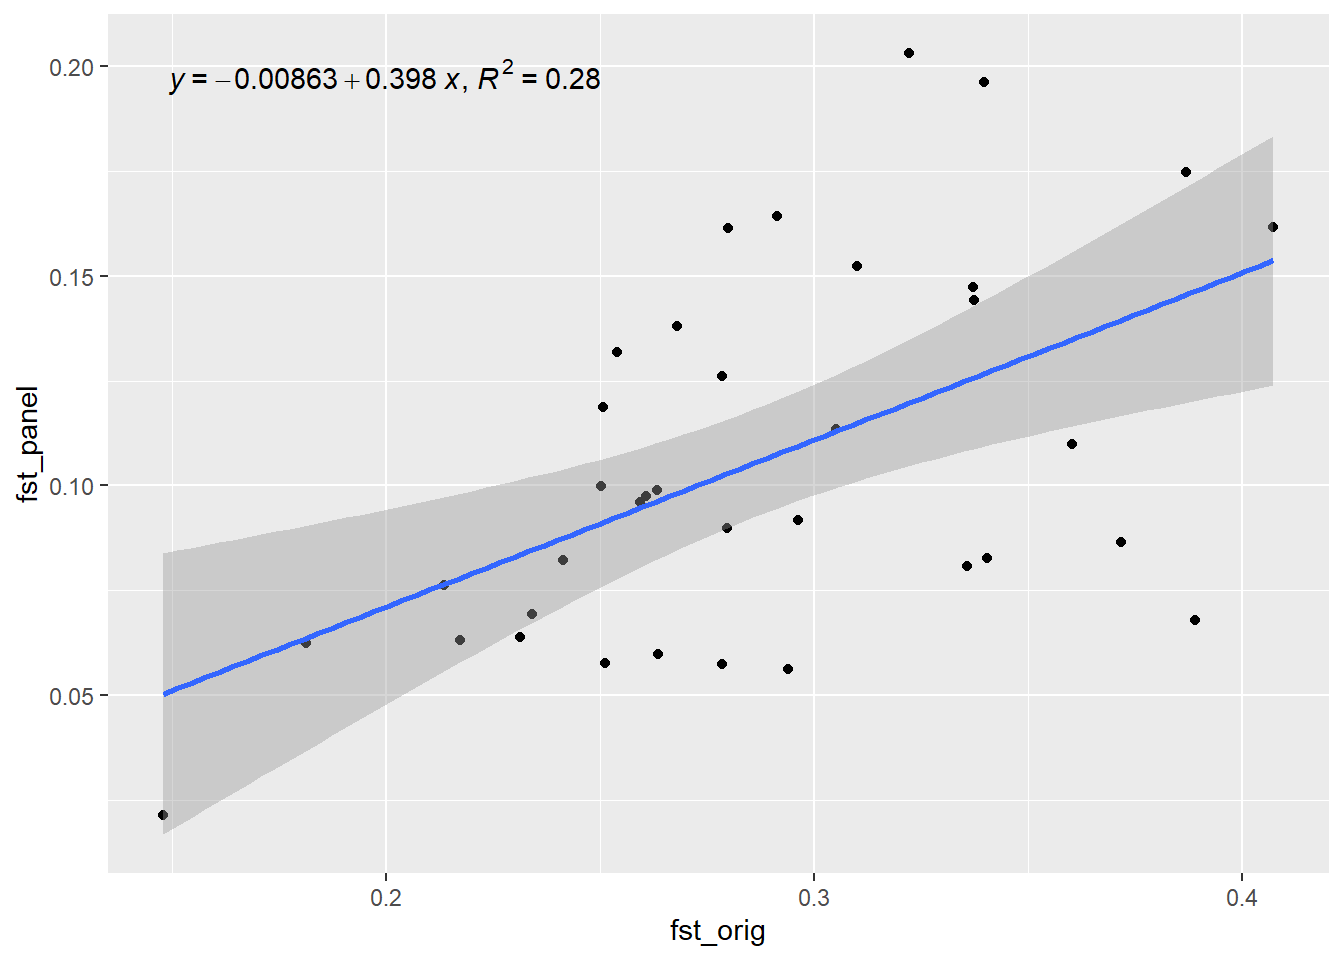 y = −0.00863 + 0.398 x, R² = 0.28
0.20
0.15
0.10
0.05
fst_panel
0.2 0.3 0.4
fst_orig